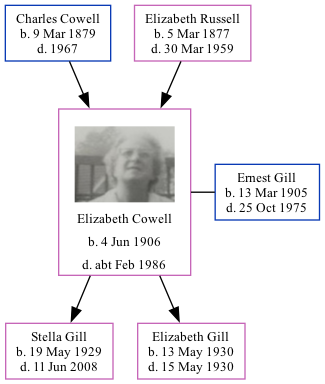 Charles Cowell
b. 9 Mar 1879
d. 1967
Elizabeth Russell
b. 5 Mar 1877
d. 30 Mar 1959
Elizabeth Cowell
b. 4 Jun 1906
d. abt Feb 1986
Ernest Gill
b. 13 Mar 1905
d. 25 Oct 1975
Stella Gill
b. 19 May 1929
d. 11 Jun 2008
Elizabeth Gill
b. 13 May 1930
d. 15 May 1930